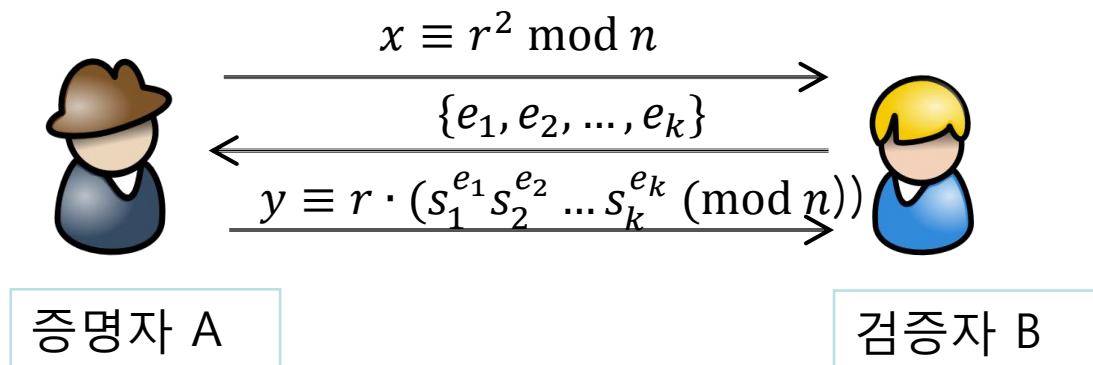 x ≡ r² mod n
{e₁, e₂, … , eₖ}
y ≡ r · (s₁^{e₁} s₂^{e₂} … sₖ^{eₖ} (mod n))
증명자 A
검증자 B